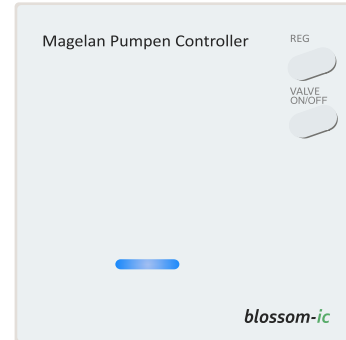 Magelan Pumpen Controller
REG
VALVE
ON/OFF
blossom-ic